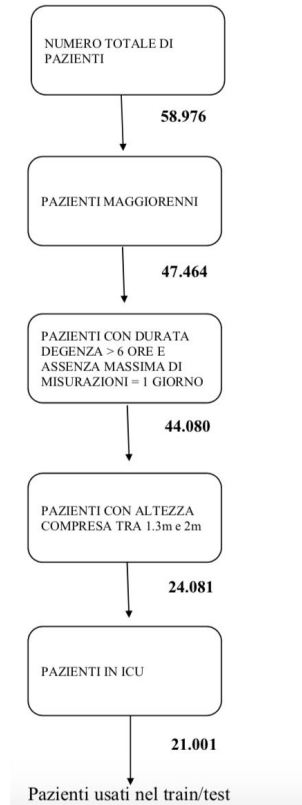 NUMERO TOTALE DI
PAZIENTI
58.976
PAZIENTI MAGGIORENNI
47.464
PAZIENTI CON DURATA
DEGENZA > 6 ORE E
ASSENZA MASSIMA DI
MISURAZIONI = 1 GIORNO
44.080
PAZIENTI CON ALTEZZA
COMPRESA TRA 1.3m e 2m
24.081
PAZIENTI IN ICU
21.001
Pazienti usati nel train/test